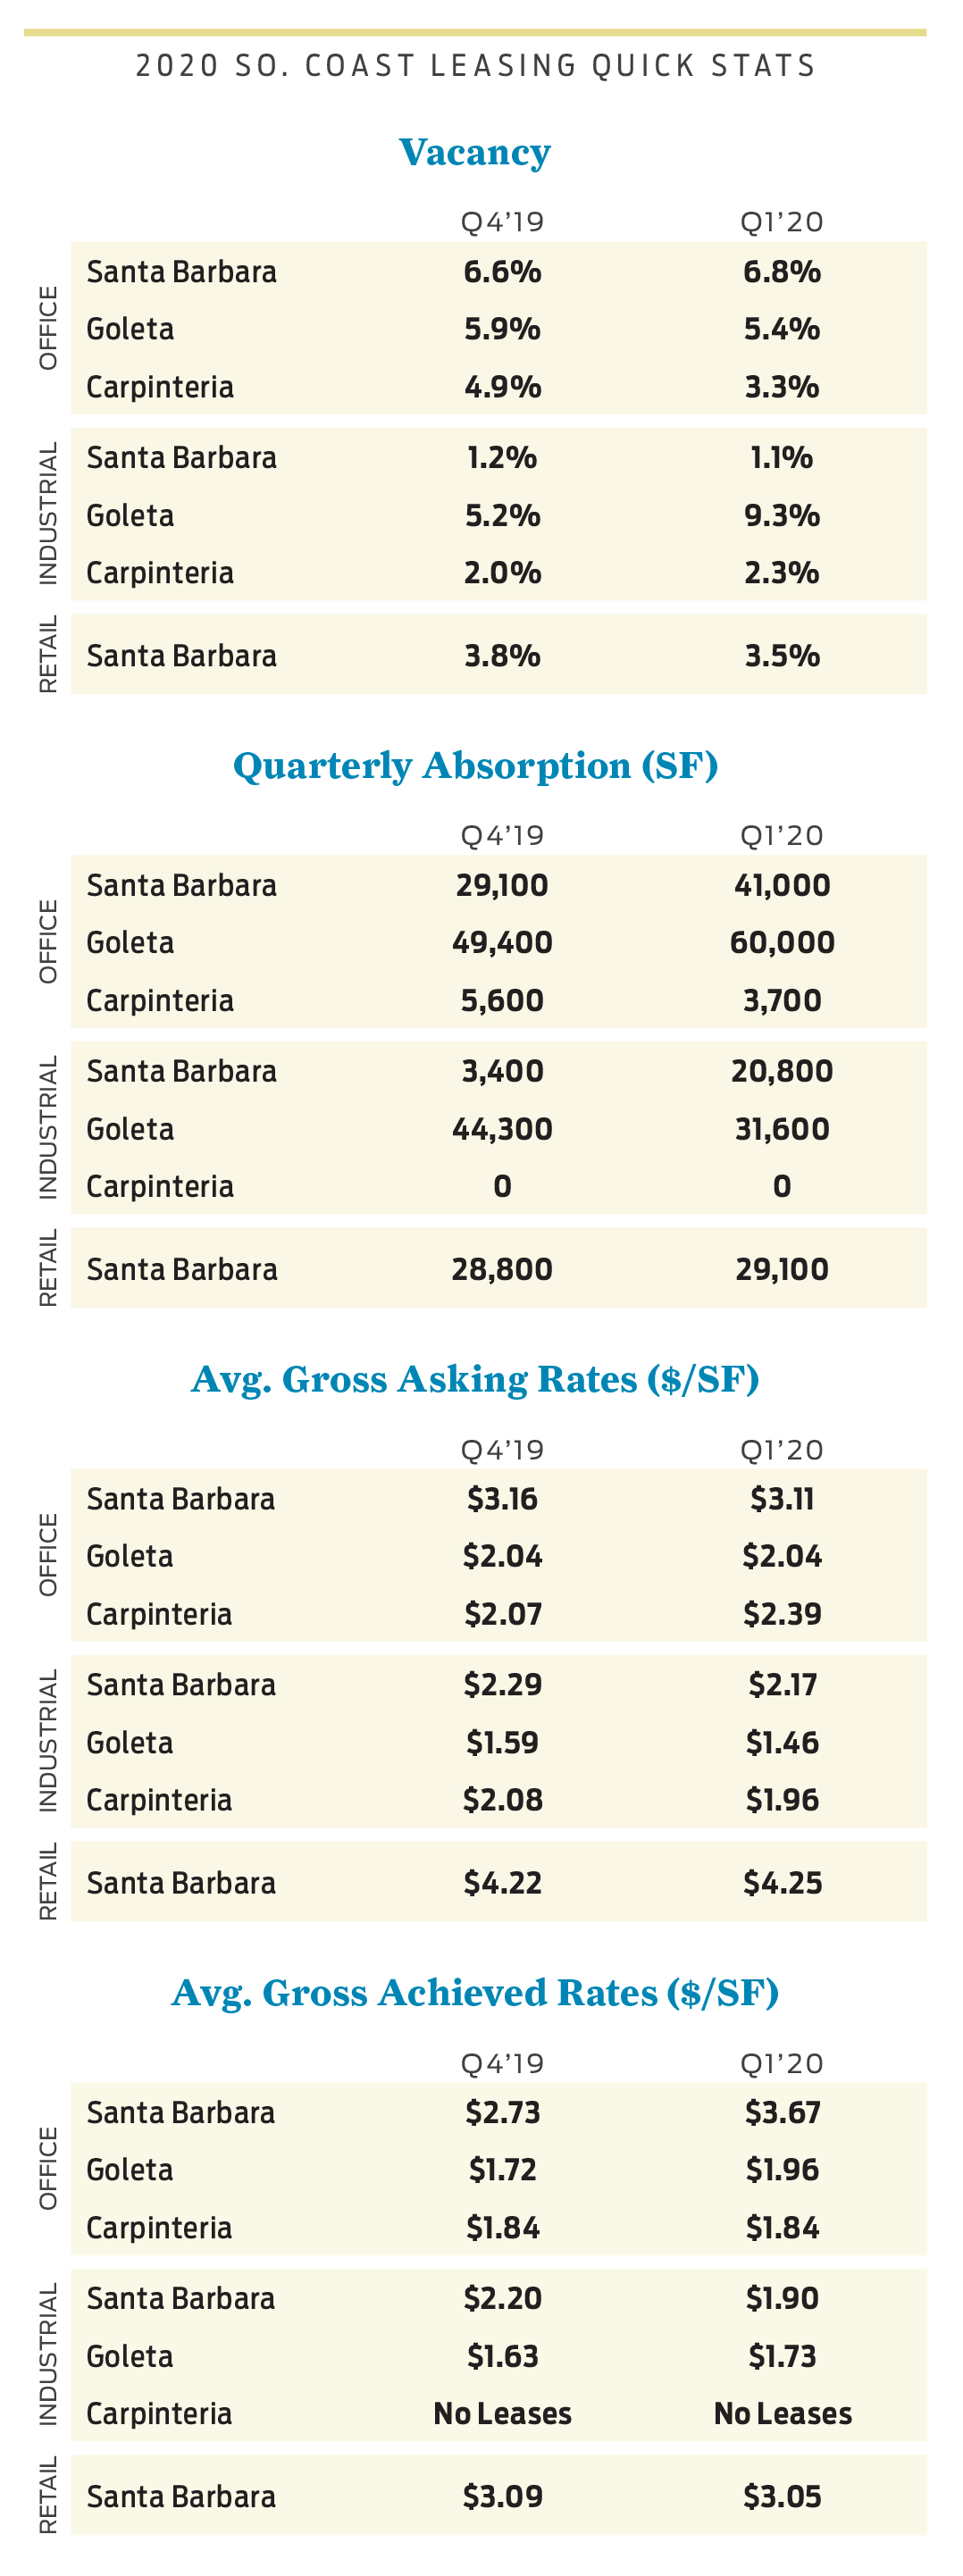 2020 SO. COAST LEASING QUICK STATS
Vacancy
Q4’19 Q1’20
OFFICE
Santa Barbara 6.6% 6.8%
Goleta 5.9% 5.4%
Carpinteria 4.9% 3.3%
INDUSTRIAL
Santa Barbara 1.2% 1.1%
Goleta 5.2% 9.3%
Carpinteria 2.0% 2.3%
RETAIL
Santa Barbara 3.8% 3.5%
Quarterly Absorption (SF)
Q4’19 Q1’20
OFFICE
Santa Barbara 29,100 41,000
Goleta 49,400 60,000
Carpinteria 5,600 3,700
INDUSTRIAL
Santa Barbara 3,400 20,800
Goleta 44,300 31,600
Carpinteria 0 0
RETAIL
Santa Barbara 28,800 29,100
Avg. Gross Asking Rates ($/SF)
Q4’19 Q1’20
OFFICE
Santa Barbara $3.16 $3.11
Goleta $2.04 $2.04
Carpinteria $2.07 $2.39
INDUSTRIAL
Santa Barbara $2.29 $2.17
Goleta $1.59 $1.46
Carpinteria $2.08 $1.96
RETAIL
Santa Barbara $4.22 $4.25
Avg. Gross Achieved Rates ($/SF)
Q4’19 Q1’20
OFFICE
Santa Barbara $2.73 $3.67
Goleta $1.72 $1.96
Carpinteria $1.84 $1.84
INDUSTRIAL
Santa Barbara $2.20 $1.90
Goleta $1.63 $1.73
Carpinteria No Leases No Leases
RETAIL
Santa Barbara $3.09 $3.05